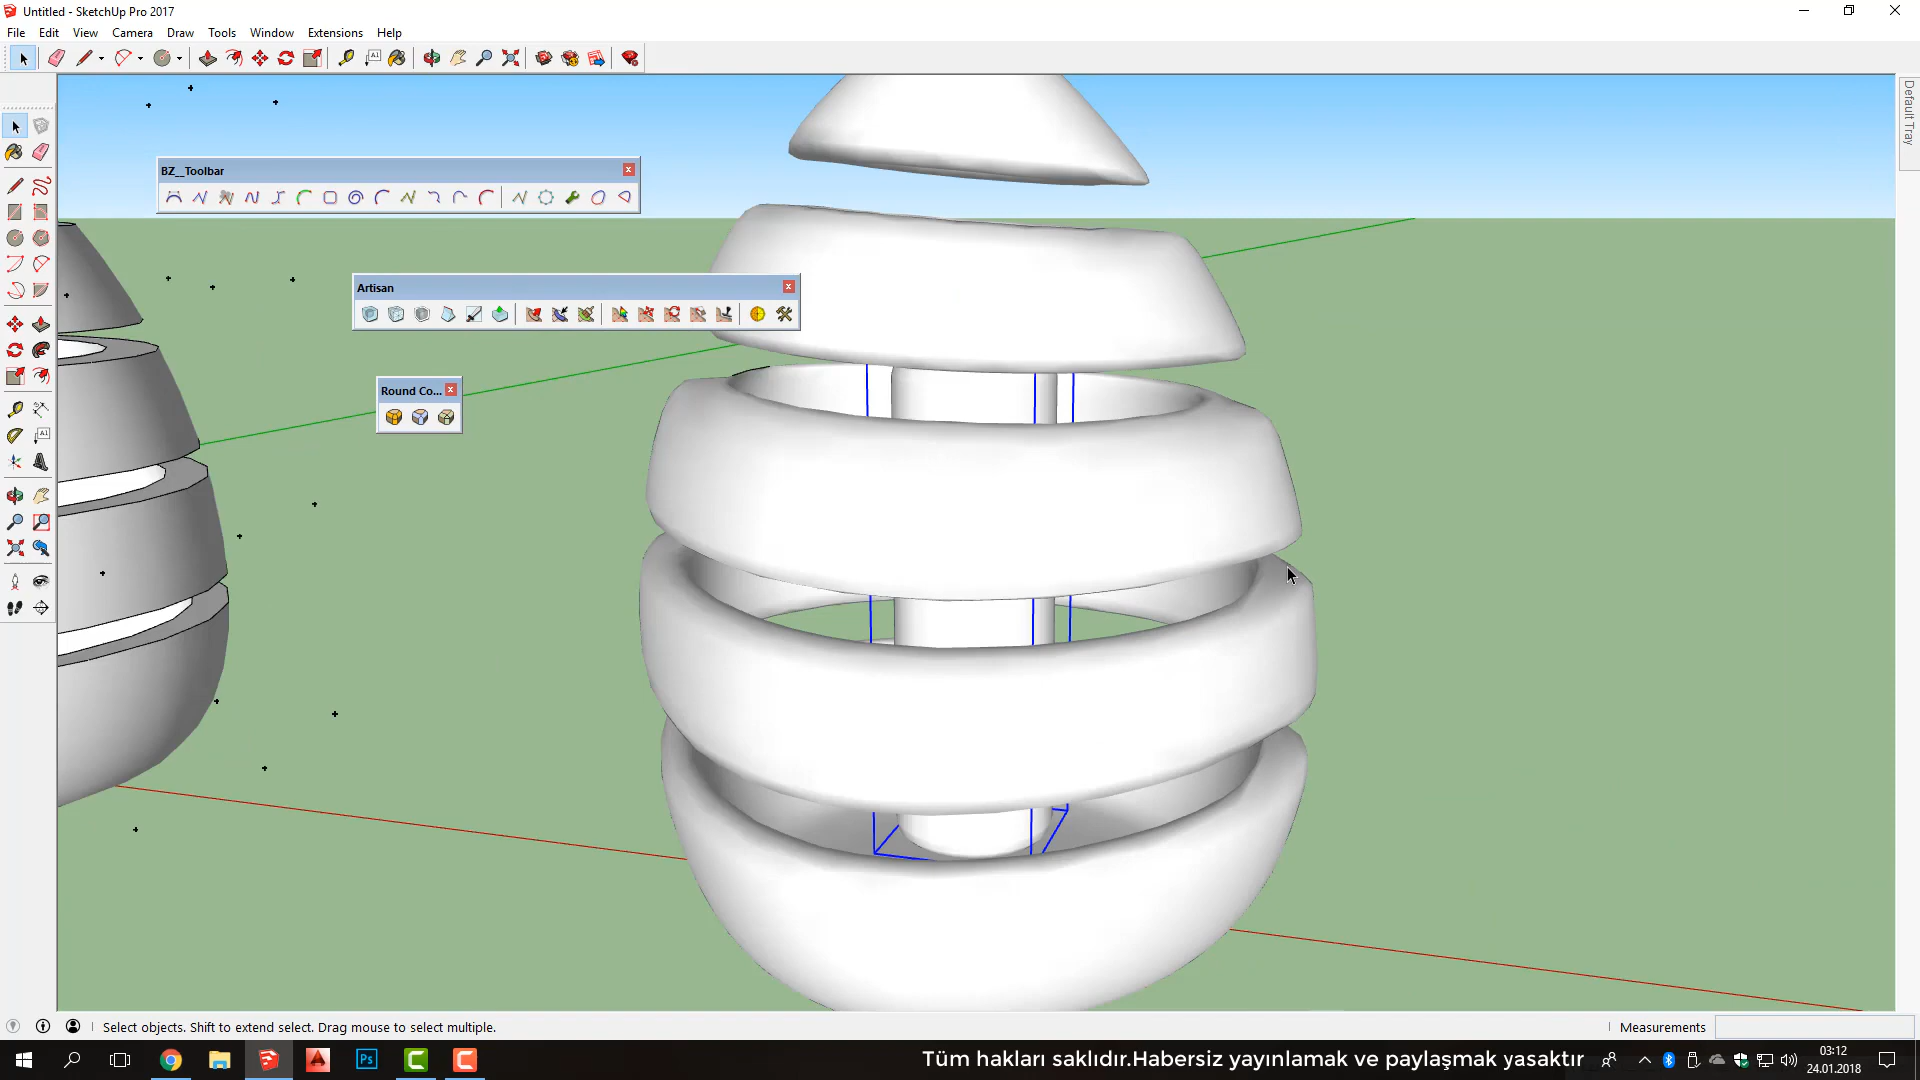 Untitled - SketchUp Pro 2017
File Edit View Camera Draw Tools Window Extensions Help
Default Tray
BZ__Toolbar
Artisan
Round Co...
Select objects. Shift to extend select. Drag mouse to select multiple.
Measurements
Tüm hakları saklıdır.Habersiz yayınlamak ve paylaşmak yasaktır
03:12
24.01.2018
Ps